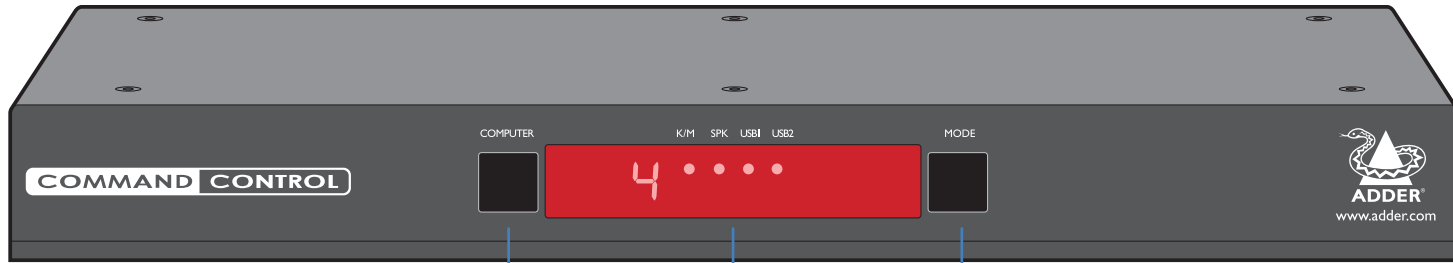 COMPUTER
K/M SPK USB1 USB2
MODE
COMMAND CONTROL
4
ADDER®
www.adder.com